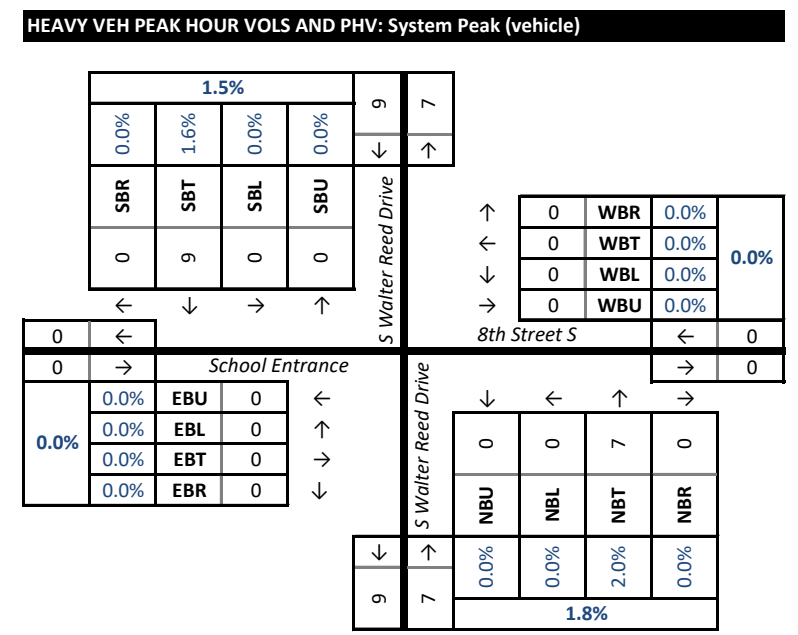 HEAVY VEH PEAK HOUR VOLS AND PHV: System Peak (vehicle)
1.5%
0.0% 1.6% 0.0% 0.0%
9 7
↓ ↑
SBR SBT SBL SBU
0 9 0 0
← ↓ → ↑
S Walter Reed Drive
↑ 0 WBR 0.0%
← 0 WBT 0.0%
↓ 0 WBL 0.0%
→ 0 WBU 0.0%
0.0%
0 ←
8th Street S
← 0
0 →
School Entrance
→ 0
0.0%
0.0% EBU 0 ←
0.0% EBL 0 ↑
0.0% EBT 0 →
0.0% EBR 0 ↓
S Walter Reed Drive
↓ ← ↑ →
0 0 7 0
NBU NBL NBT NBR
0.0% 0.0% 2.0% 0.0%
↓ ↑
9 7
1.8%